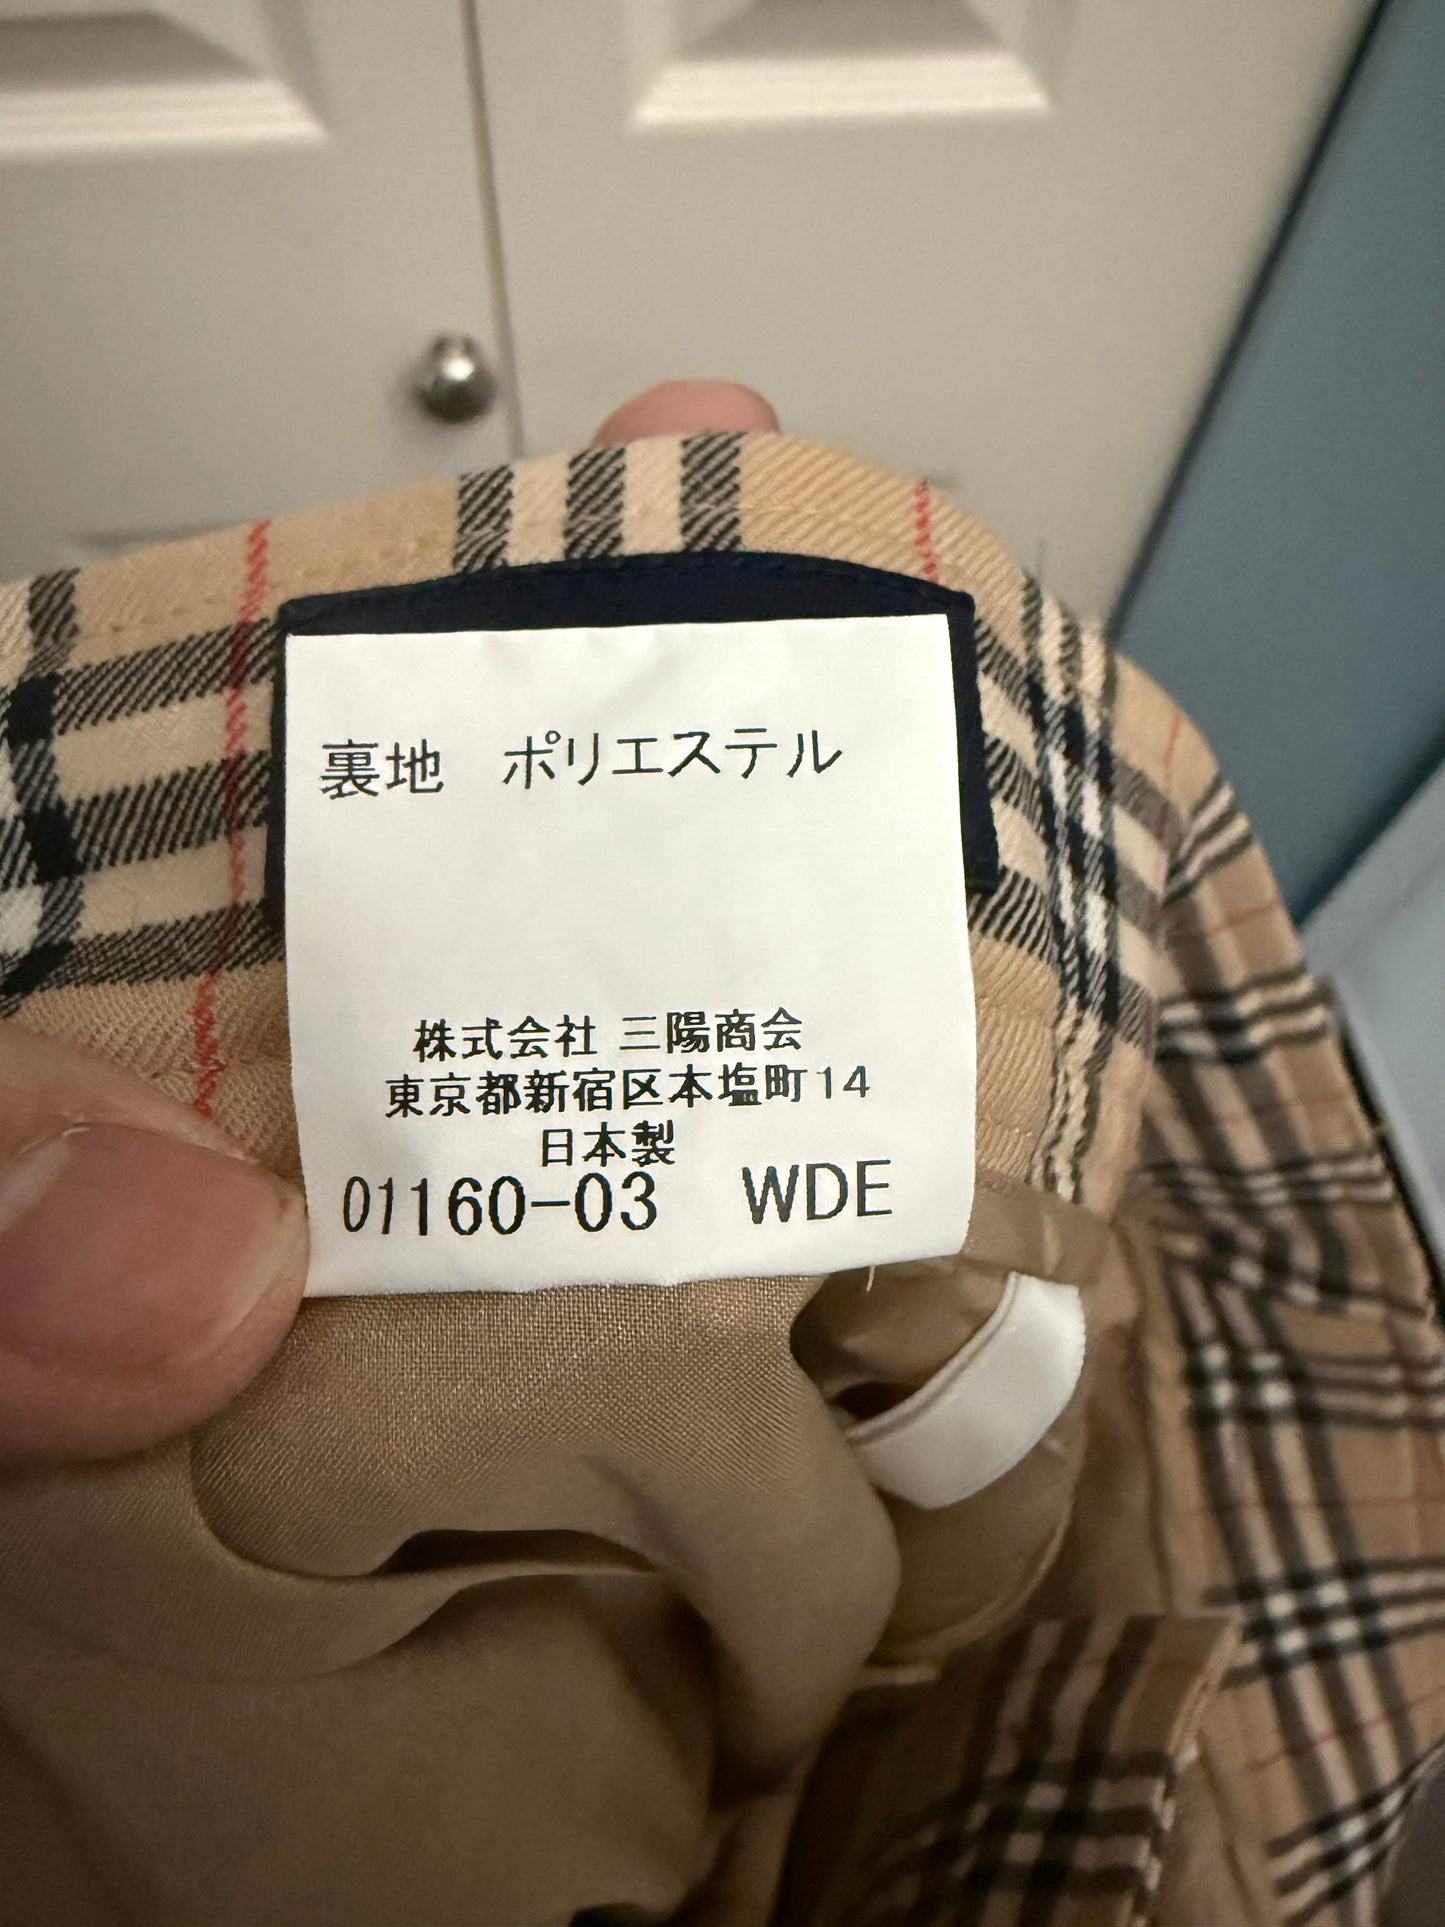 裏地　ポリエステル
株式会社 三陽商会
東京都新宿区本塩町14
日本製
01160-03　WDE